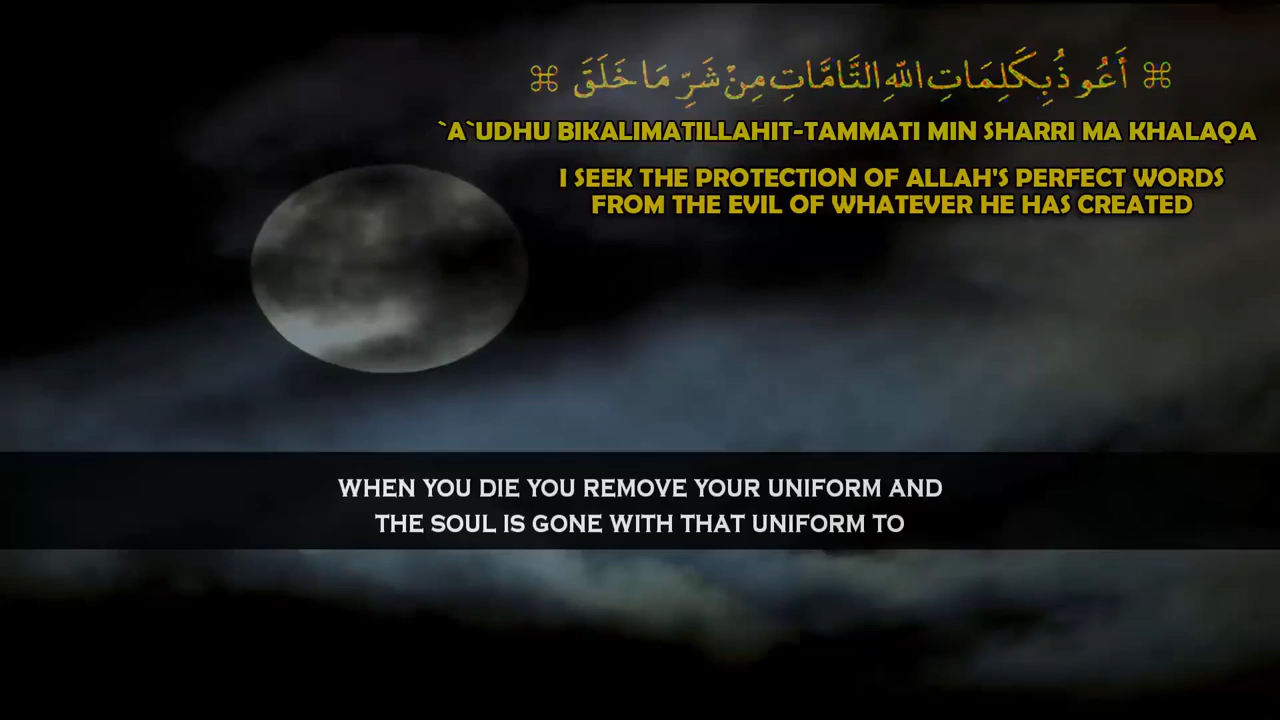 ⌘ أَعُوذُ بِكَلِمَاتِ اللّٰهِ التَّامَّاتِ مِنْ شَرِّ مَا خَلَقَ ⌘
`A`UDHU BIKALIMATILLAHIT-TAMMATI MIN SHARRI MA KHALAQA
I SEEK THE PROTECTION OF ALLAH'S PERFECT WORDS
FROM THE EVIL OF WHATEVER HE HAS CREATED
WHEN YOU DIE YOU REMOVE YOUR UNIFORM AND
THE SOUL IS GONE WITH THAT UNIFORM TO